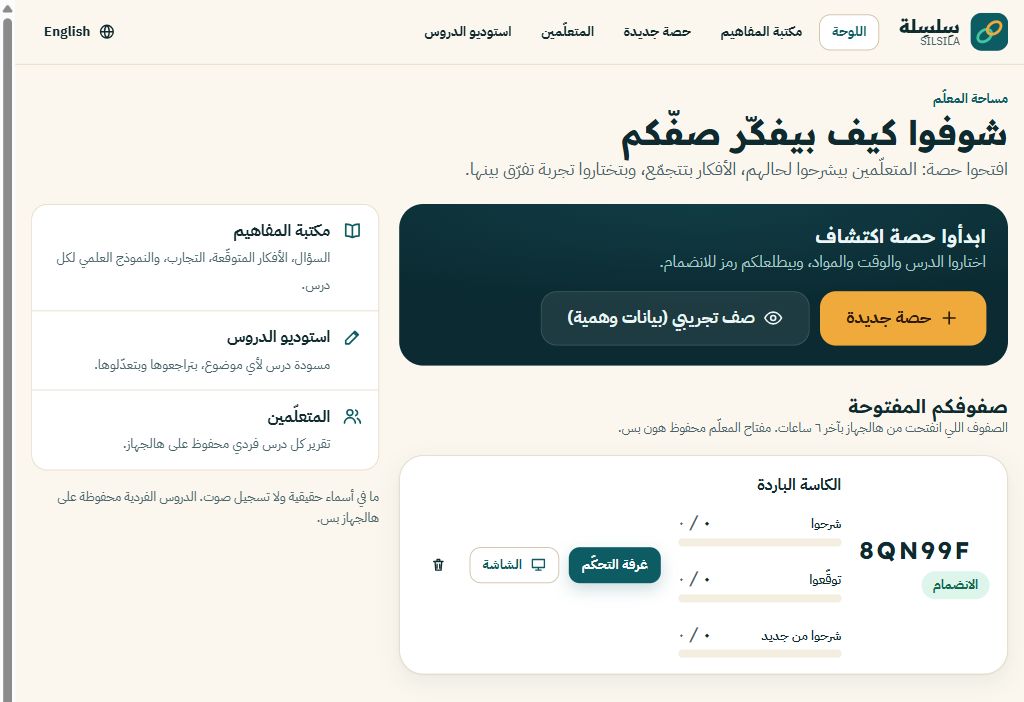 سلسلة
SILSILA
اللوحة
مكتبة المفاهيم
حصة جديدة
المتعلّمين
استوديو الدروس
English
مساحة المعلّم
شوفوا كيف بيفكّر صفّكم
افتحوا حصة: المتعلّمين بيشرحوا لحالهم، الأفكار بتتجمّع، وبتختاروا تجربة تفرّق بينها.
ابدأوا حصة اكتشاف
اختاروا الدرس والوقت والمواد، وبيطلعلكم رمز للانضمام.
حصة جديدة
صف تجريبي (بيانات وهمية)
مكتبة المفاهيم
السؤال، الأفكار المتوقّعة، التجارب، والنموذج العلمي لكل
درس.
استوديو الدروس
مسودة درس لأي موضوع، بتراجعوها وبتعدّلوها.
المتعلّمين
تقرير كل درس فردي محفوظ على هالجهاز.
ما في أسماء حقيقية ولا تسجيل صوت. الدروس الفردية محفوظة على
هالجهاز بس.
صفوفكم المفتوحة
الصفوف اللي انفتحت من هالجهاز بآخر ٦ ساعات. مفتاح المعلّم محفوظ هون بس.
8QN99F
الانضمام
الكاسة الباردة
شرحوا
٠ / ٠
توقّعوا
٠ / ٠
شرحوا من جديد
٠ / ٠
غرفة التحكّم
الشاشة